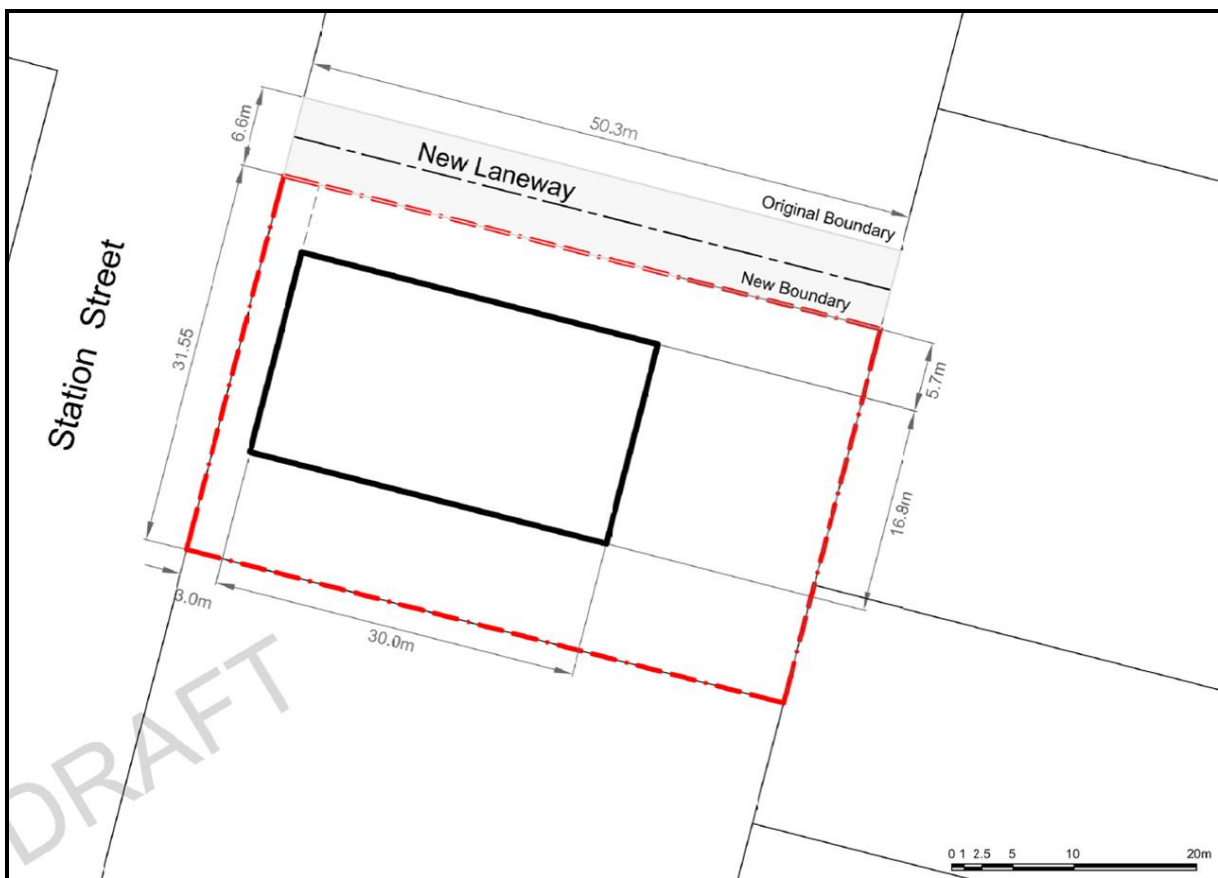 50.3m
6.6m
New Laneway
Original Boundary
New Boundary
Station Street
31.55
5.7m
16.8m
3.0m
30.0m
DRAFT
0 1 2.5 5 10 20m